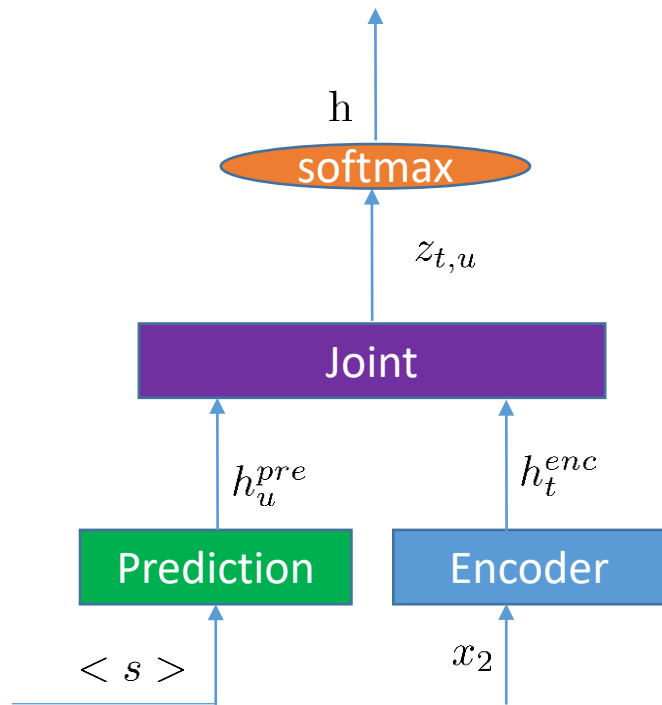 h
softmax
z_{t,u}
Joint
h_u^{pre} h_t^{enc}
Prediction Encoder
< s > x_2